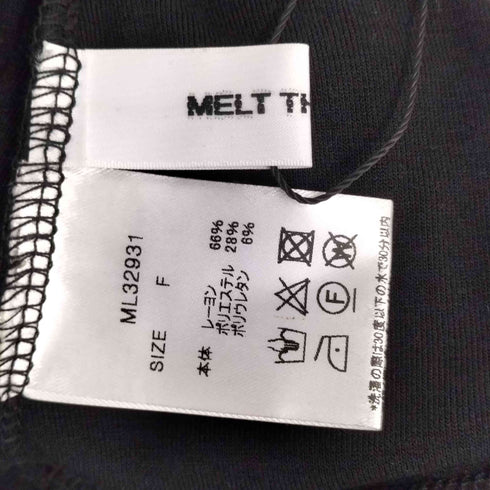 MELT TH
ML32931
SIZE F
本体 レーヨン 66%
ポリエステル 28%
ポリウレタン 6%
W
F
*洗濯の際は30度以下の水で30分以内